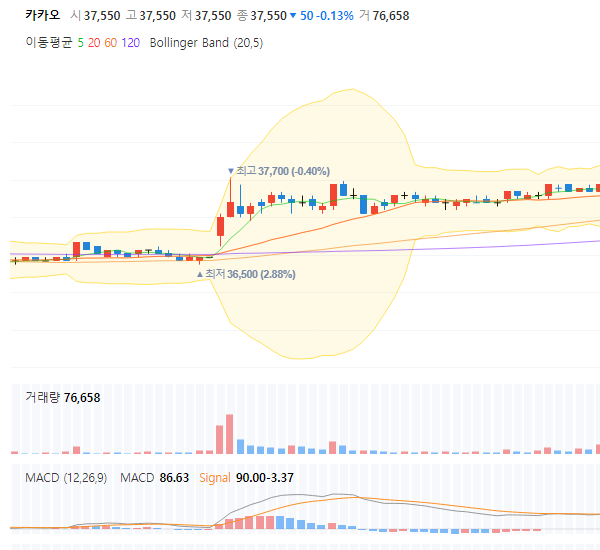 카카오 시 37,550 고 37,550 저 37,550 종 37,550 ▼ 50 -0.13% 거 76,658
이동평균 5 20 60 120 Bollinger Band (20,5)
▼최고 37,700 (-0.40%)
▲최저 36,500 (2.88%)
거래량 76,658
MACD (12,26,9) MACD 86.63 Signal 90.00 -3.37